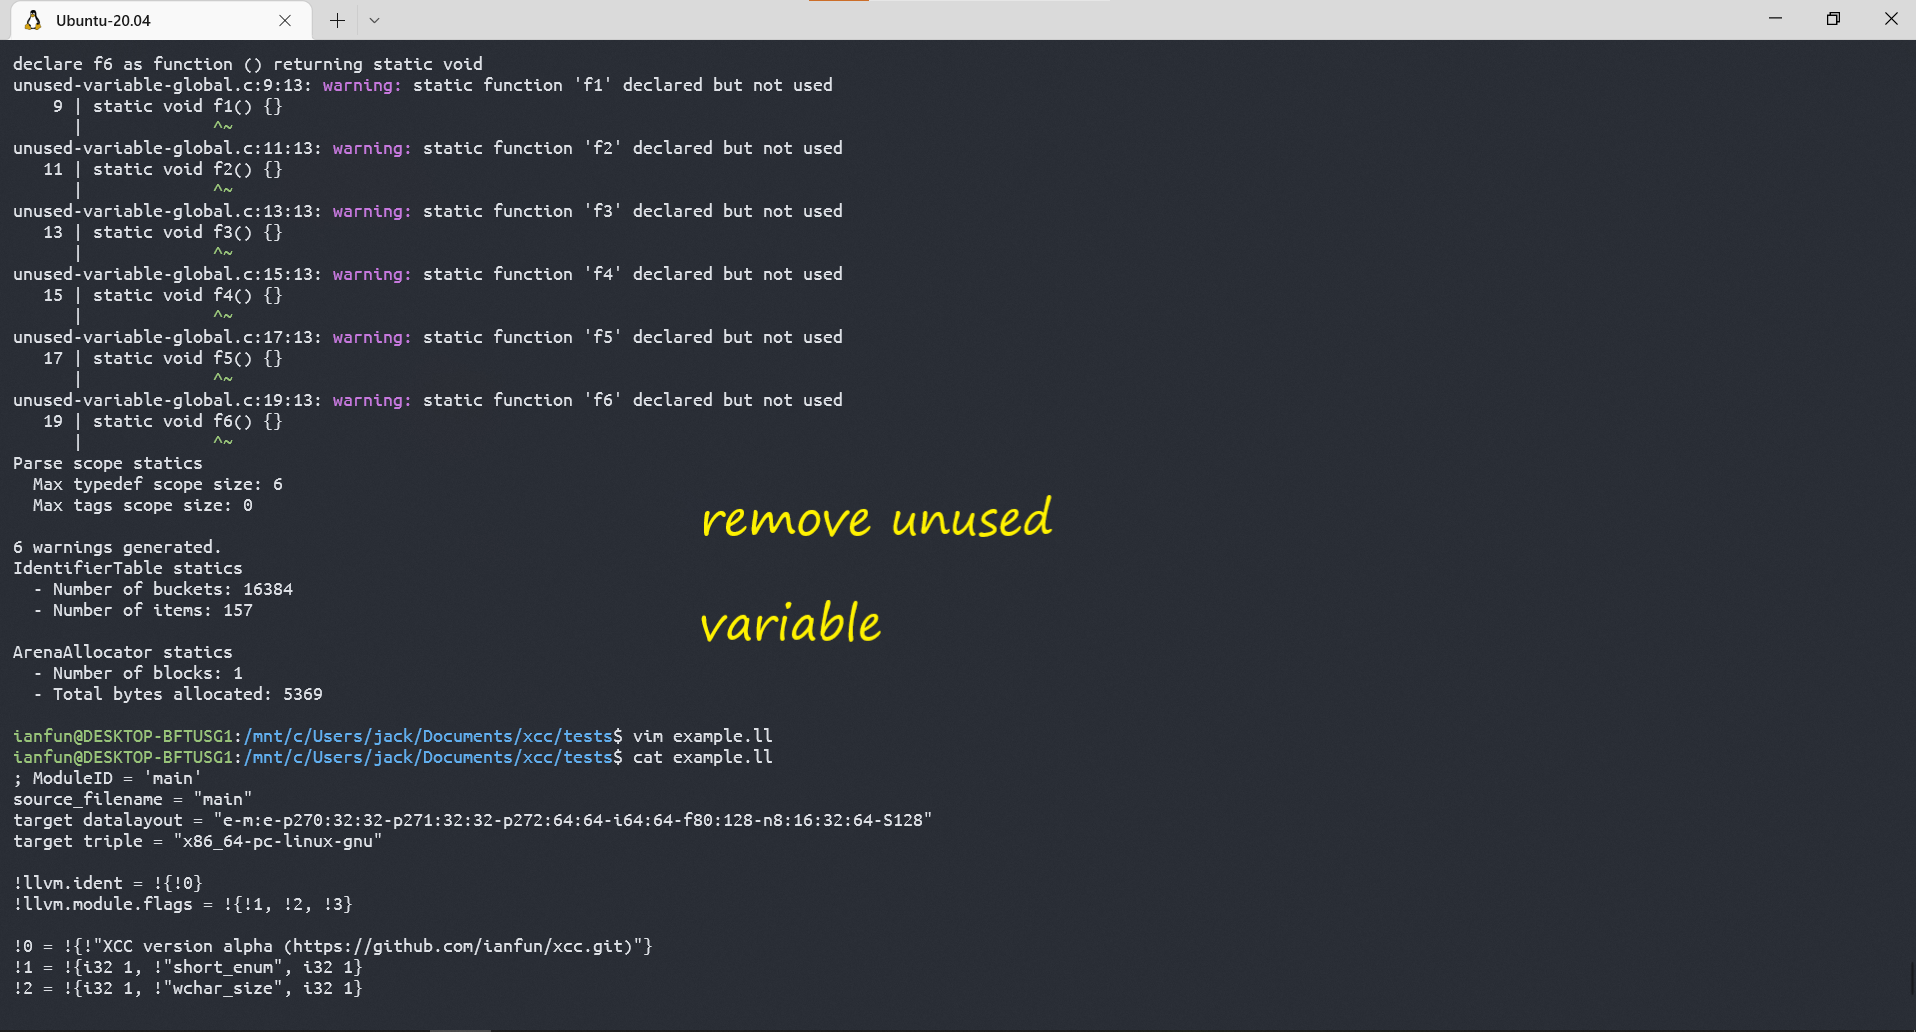 Ubuntu-20.04
declare f6 as function () returning static void
unused-variable-global.c:9:13: warning: static function 'f1' declared but not used
    9 | static void f1() {}
      |             ^~
unused-variable-global.c:11:13: warning: static function 'f2' declared but not used
   11 | static void f2() {}
      |             ^~
unused-variable-global.c:13:13: warning: static function 'f3' declared but not used
   13 | static void f3() {}
      |             ^~
unused-variable-global.c:15:13: warning: static function 'f4' declared but not used
   15 | static void f4() {}
      |             ^~
unused-variable-global.c:17:13: warning: static function 'f5' declared but not used
   17 | static void f5() {}
      |             ^~
unused-variable-global.c:19:13: warning: static function 'f6' declared but not used
   19 | static void f6() {}
      |             ^~
Parse scope statics
  Max typedef scope size: 6
  Max tags scope size: 0
remove unused
6 warnings generated.
IdentifierTable statics
  - Number of buckets: 16384
  - Number of items: 157
variable
ArenaAllocator statics
  - Number of blocks: 1
  - Total bytes allocated: 5369
ianfun@DESKTOP-BFTUSG1:/mnt/c/Users/jack/Documents/xcc/tests$ vim example.ll
ianfun@DESKTOP-BFTUSG1:/mnt/c/Users/jack/Documents/xcc/tests$ cat example.ll
; ModuleID = 'main'
source_filename = "main"
target datalayout = "e-m:e-p270:32:32-p271:32:32-p272:64:64-i64:64-f80:128-n8:16:32:64-S128"
target triple = "x86_64-pc-linux-gnu"
!llvm.ident = !{!0}
!llvm.module.flags = !{!1, !2, !3}
!0 = !{!"XCC version alpha (https://github.com/ianfun/xcc.git)"}
!1 = !{i32 1, !"short_enum", i32 1}
!2 = !{i32 1, !"wchar_size", i32 1}